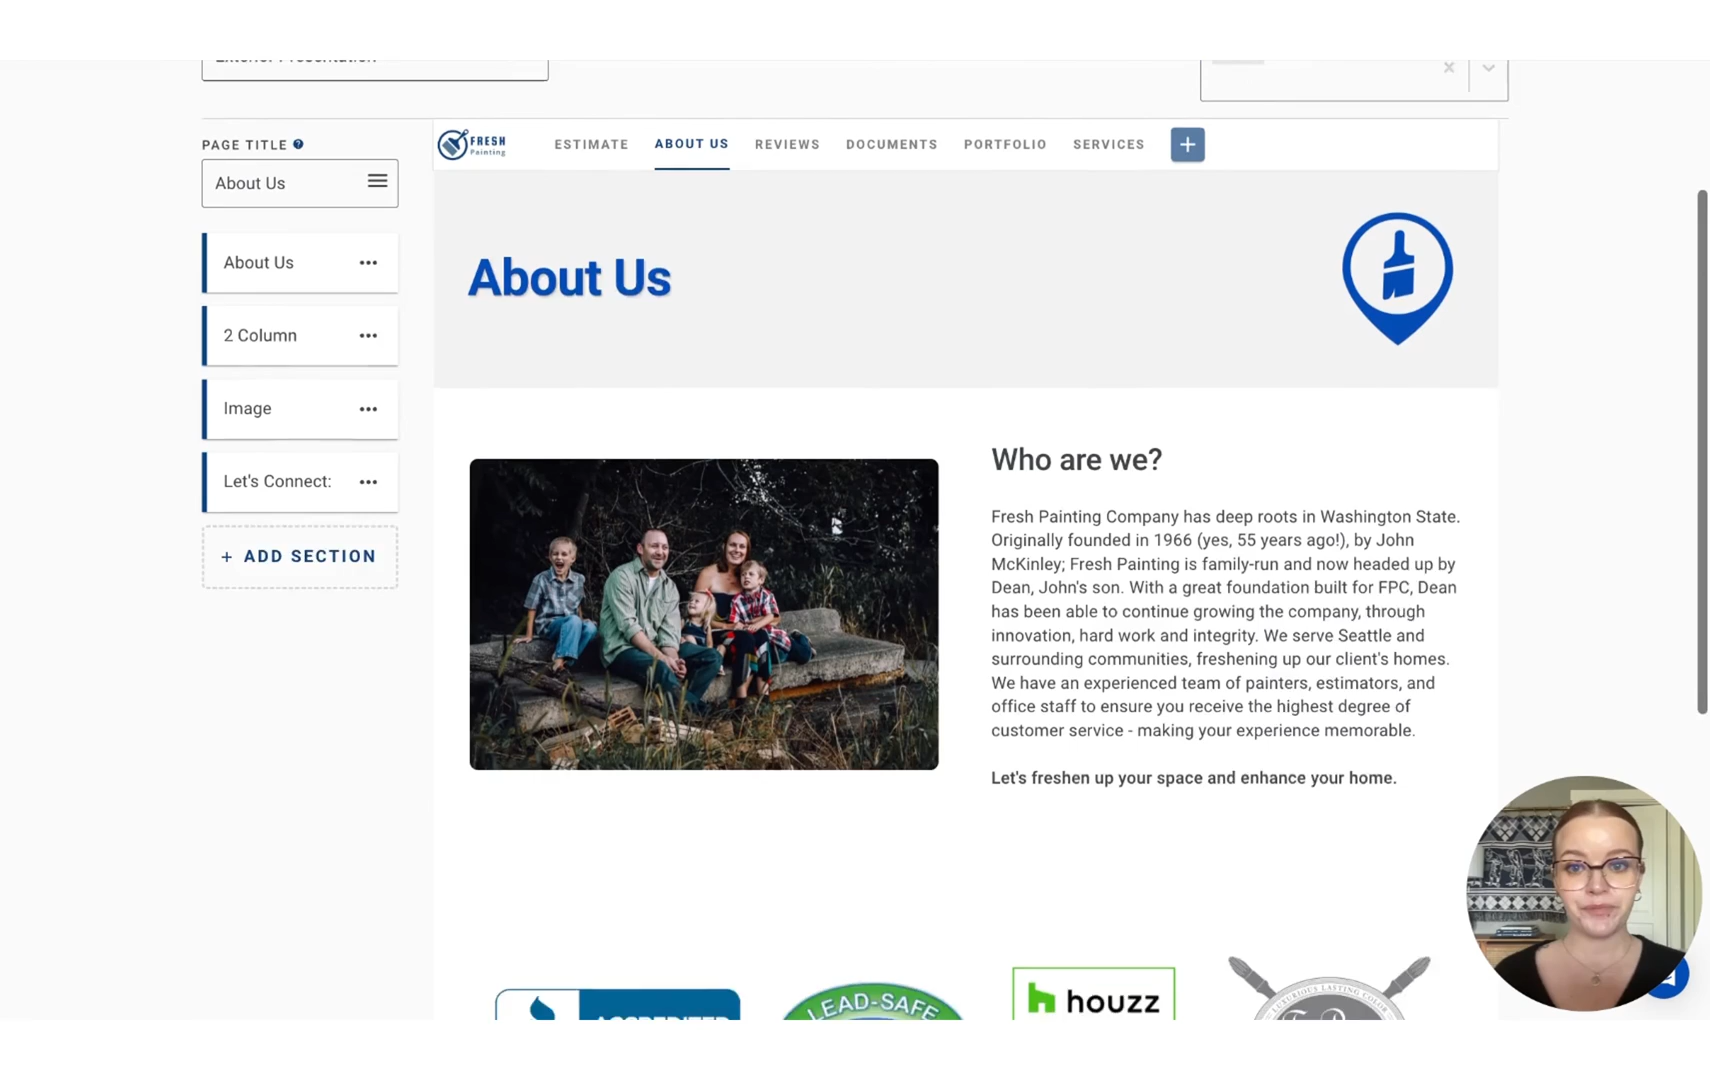 Exterior Presentation
PAGE TITLE ?
About Us
About Us
2 Column
Image
Let's Connect:
+ ADD SECTION
FRESH
Painting
ESTIMATE
ABOUT US
REVIEWS
DOCUMENTS
PORTFOLIO
SERVICES
+
About Us
Who are we?
Fresh Painting Company has deep roots in Washington State.
Originally founded in 1966 (yes, 55 years ago!), by John
McKinley; Fresh Painting is family-run and now headed up by
Dean, John's son. With a great foundation built for FPC, Dean
has been able to continue growing the company, through
innovation, hard work and integrity. We serve Seattle and
surrounding communities, freshening up our client's homes.
We have an experienced team of painters, estimators, and
office staff to ensure you receive the highest degree of
customer service - making your experience memorable.
Let's freshen up your space and enhance your home.
ACCREDITED
LEAD-SAFE
houzz
LUXURIOUS LASTING COLOR